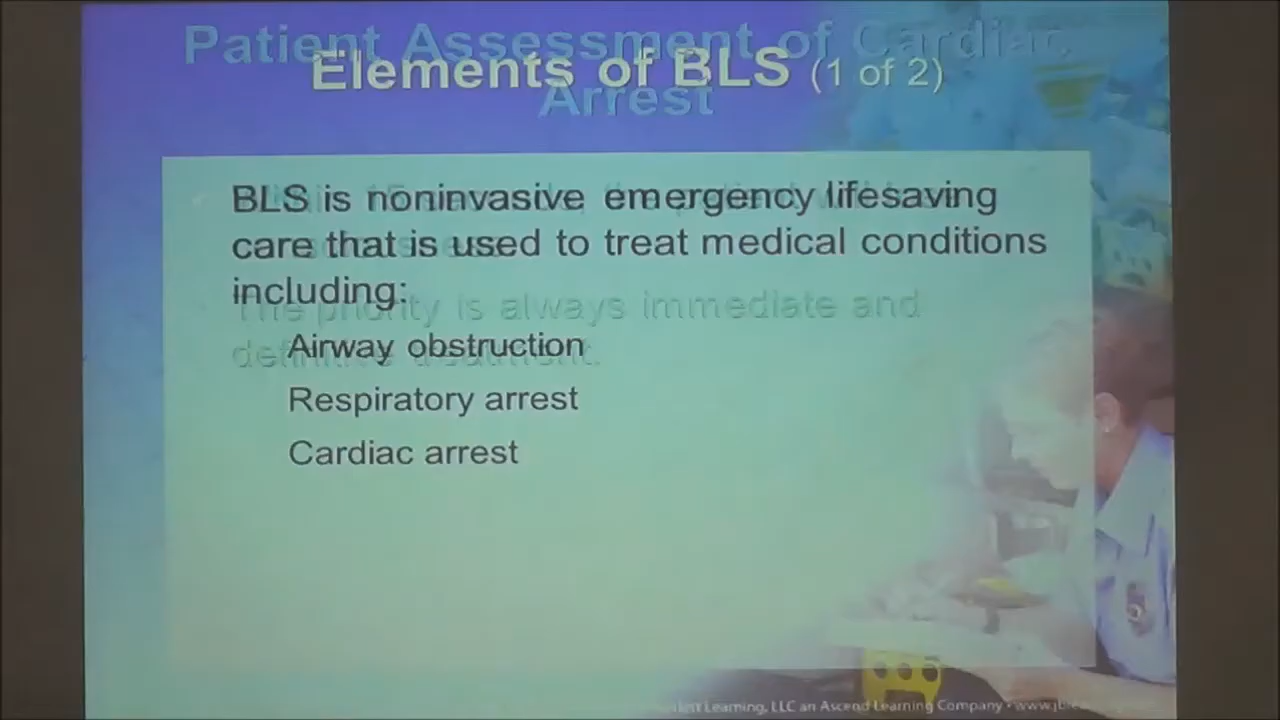 Patient Assessment of Cardiac
Arrest
Elements of BLS (1 of 2)
BLS is noninvasive emergency lifesaving
care that is used to treat medical conditions
including:
The priority is always immediate and
definitive treatment.
Airway obstruction
Respiratory arrest
Cardiac arrest
Learning, LLC an Ascend Learning Company •